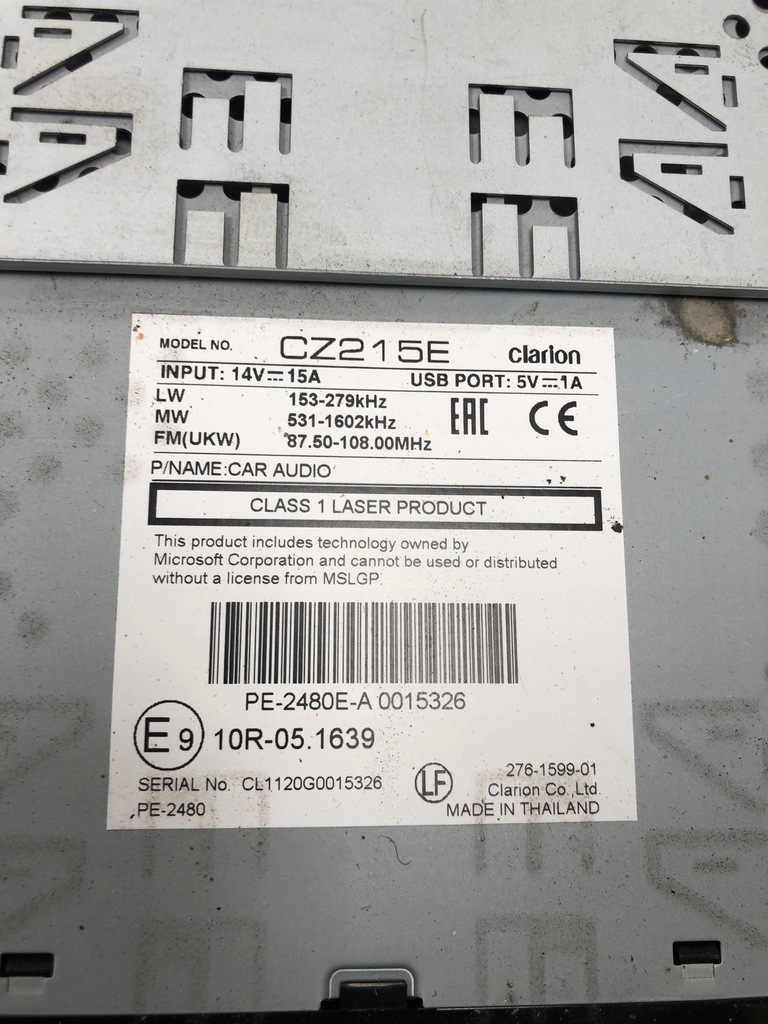 MODEL NO. CZ215E clarion
INPUT: 14V⎓15A USB PORT: 5V⎓1A
LW 153-279kHz
MW 531-1602kHz
FM(UKW) 87.50-108.00MHz
EAC CE
P/NAME:CAR AUDIO
CLASS 1 LASER PRODUCT
This product includes technology owned by
Microsoft Corporation and cannot be used or distributed
without a license from MSLGP.
PE-2480E-A 0015326
E9 10R-05.1639
SERIAL No. CL1120G0015326 LF 276-1599-01
Clarion Co.,Ltd.
PE-2480 MADE IN THAILAND